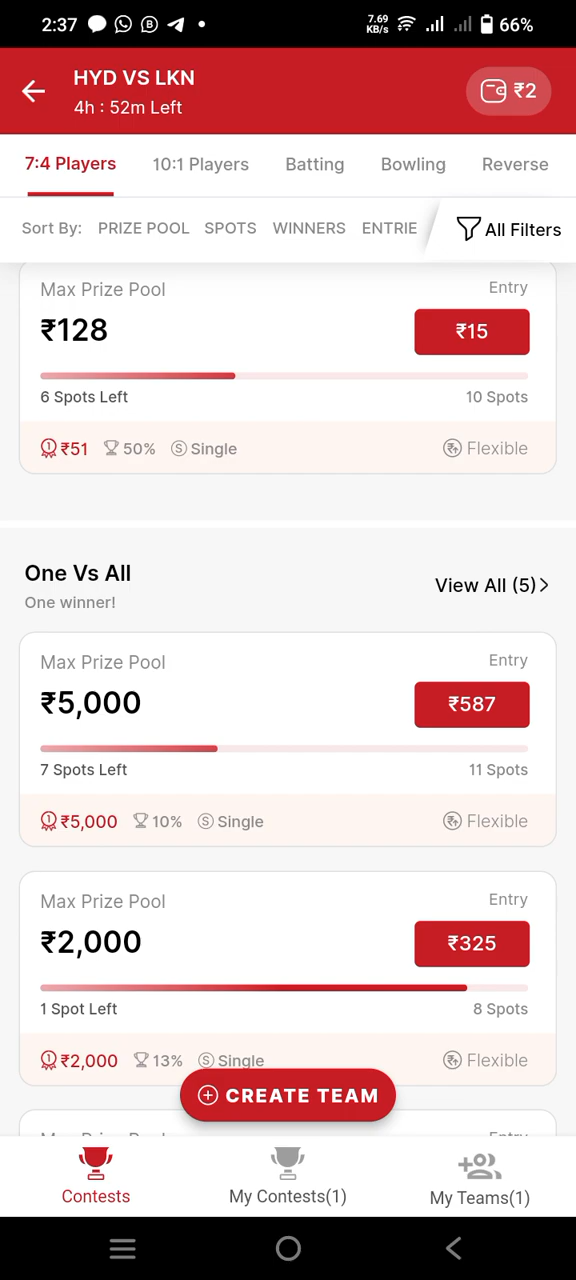 2:37 7.69 KB/s 66%
HYD VS LKN
4h : 52m Left
₹2
7:4 Players 10:1 Players Batting Bowling Reverse
Sort By: PRIZE POOL SPOTS WINNERS ENTRIE All Filters
Max Prize Pool Entry
₹128 ₹15
6 Spots Left 10 Spots
1 ₹51 50% S Single Flexible
One Vs All
View All (5)
One winner!
Max Prize Pool Entry
₹5,000 ₹587
7 Spots Left 11 Spots
1 ₹5,000 10% S Single Flexible
Max Prize Pool Entry
₹2,000 ₹325
1 Spot Left 8 Spots
1 ₹2,000 13% S Single Flexible
CREATE TEAM
Contests My Contests(1) My Teams(1)